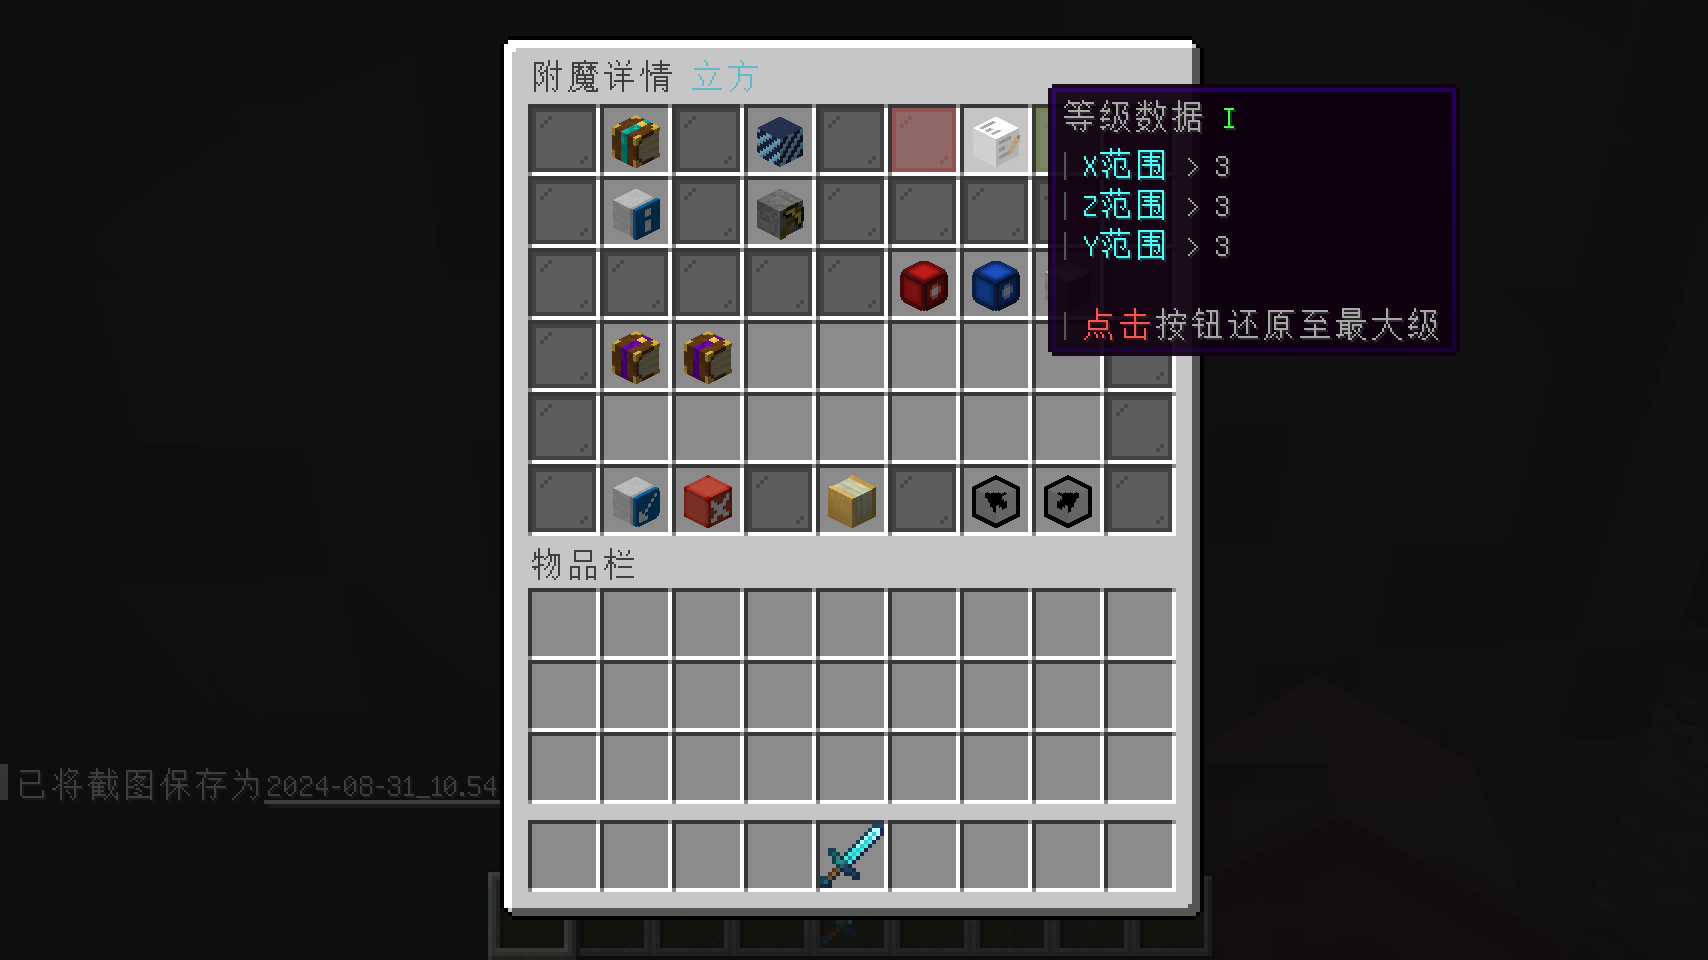 附魔详情 立方
等级数据 I
| X范围 > 3
| Z范围 > 3
| Y范围 > 3
| 点击按钮还原至最大级
物品栏
已将截图保存为2024-08-31_10.54